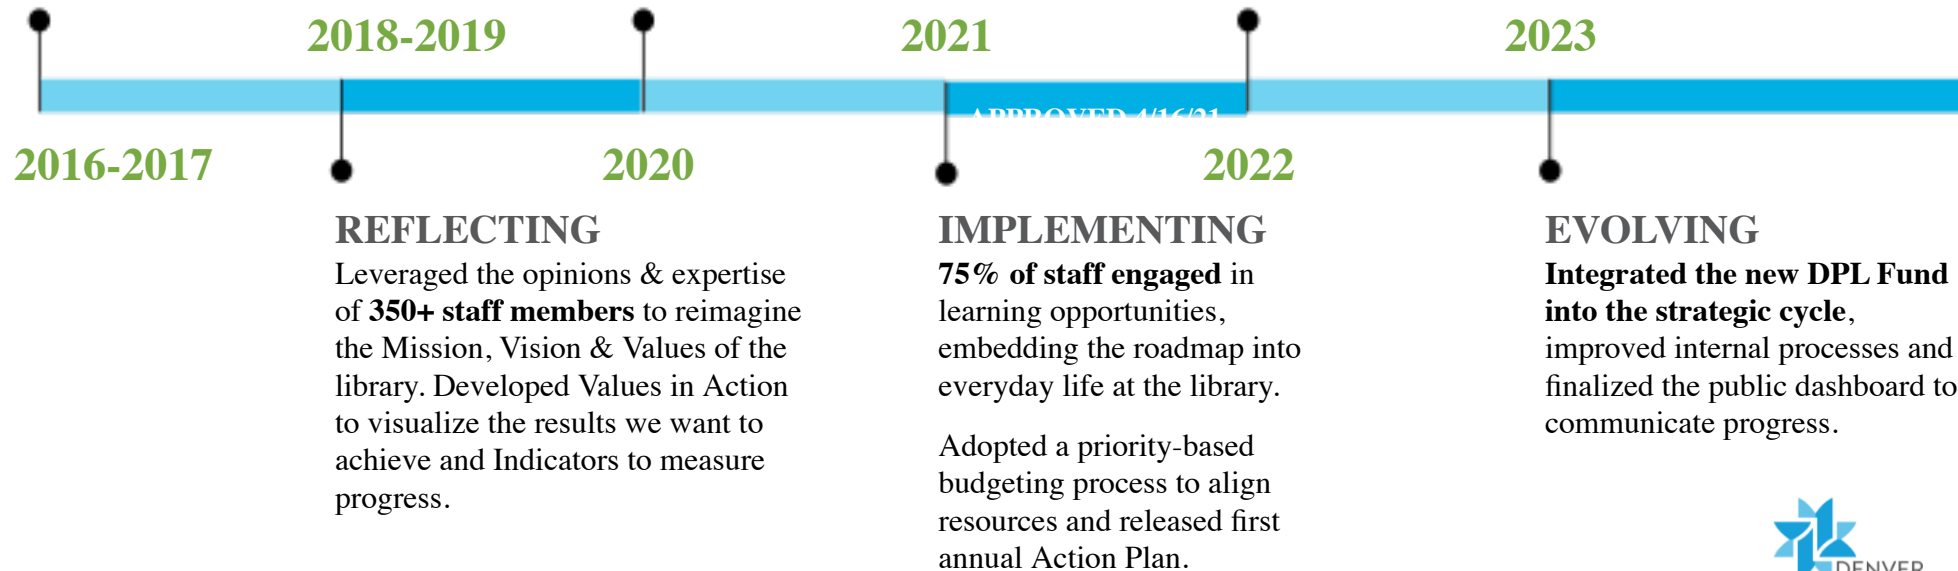 2018-2019
2021
2023
APPROVED 4/16/21
2016-2017
2020
2022
REFLECTING
Leveraged the opinions & expertise
of 350+ staff members to reimagine
the Mission, Vision & Values of the
library. Developed Values in Action
to visualize the results we want to
achieve and Indicators to measure
progress.
IMPLEMENTING
75% of staff engaged in
learning opportunities,
embedding the roadmap into
everyday life at the library.
Adopted a priority-based
budgeting process to align
resources and released first
annual Action Plan.
EVOLVING
Integrated the new DPL Fund
into the strategic cycle,
improved internal processes and
finalized the public dashboard to
communicate progress.
DENVER